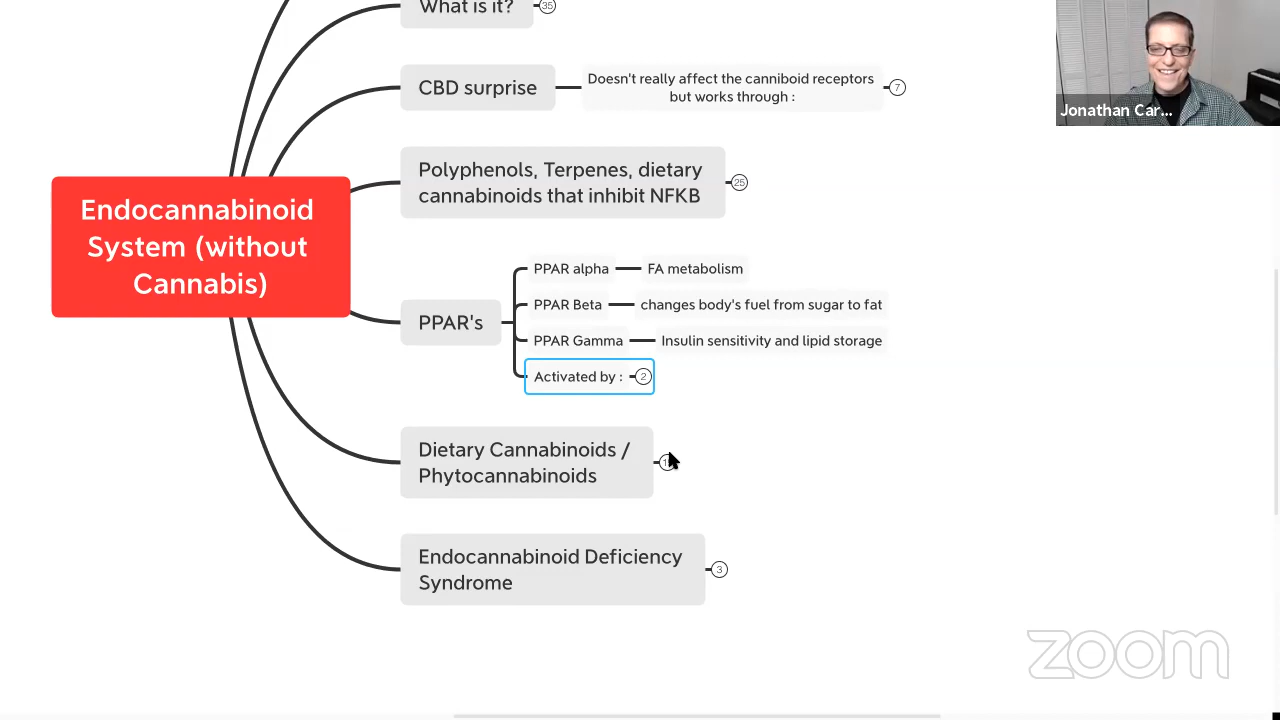 What is it?
35
CBD surprise
Doesn't really affect the canniboid receptors
but works through :
7
Jonathan Car...
Polyphenols, Terpenes, dietary
cannabinoids that inhibit NFKB
25
Endocannabinoid
System (without
Cannabis)
PPAR's
PPAR alpha
FA metabolism
PPAR Beta
changes body's fuel from sugar to fat
PPAR Gamma
Insulin sensitivity and lipid storage
Activated by :
2
Dietary Cannabinoids /
Phytocannabinoids
Endocannabinoid Deficiency
Syndrome
3
zoom